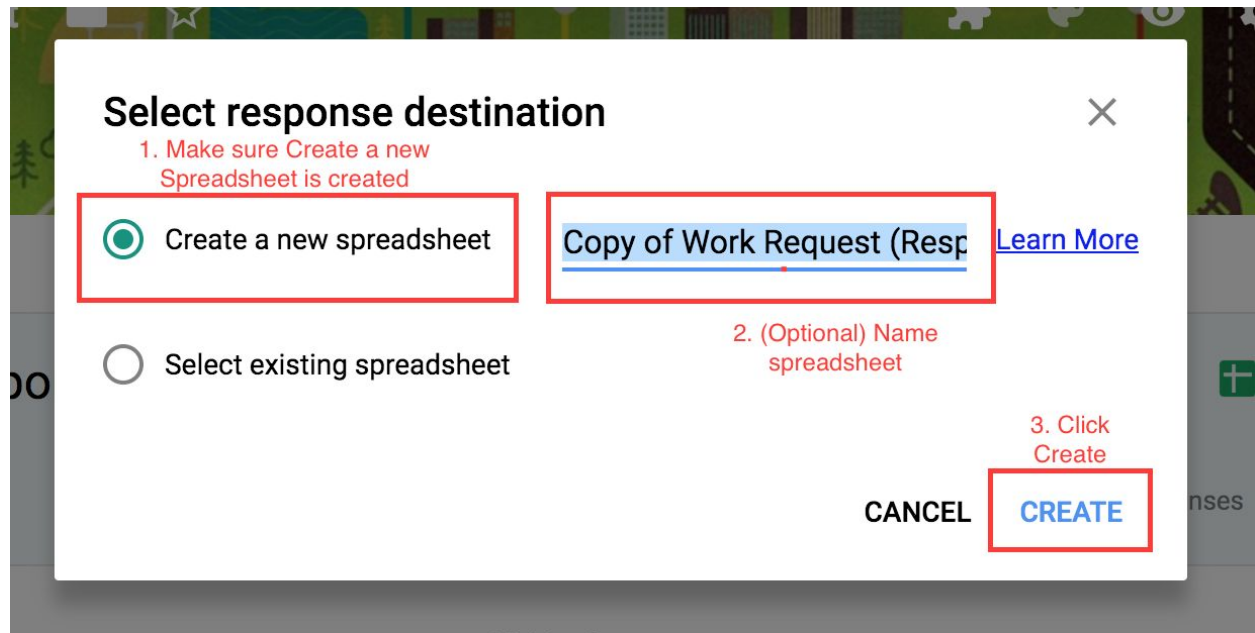 Select response destination
1. Make sure Create a new
Spreadsheet is created
Create a new spreadsheet
Copy of Work Request (Resp
Learn More
2. (Optional) Name
spreadsheet
Select existing spreadsheet
3. Click
Create
CANCEL
CREATE